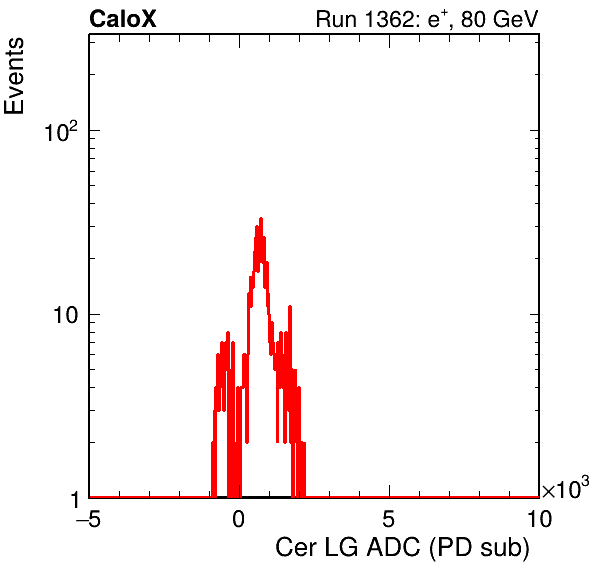 CaloX
Run 1362: e⁺, 80 GeV
Events
10²
10
1
−5
0
5
10
×10³
Cer LG ADC (PD sub)